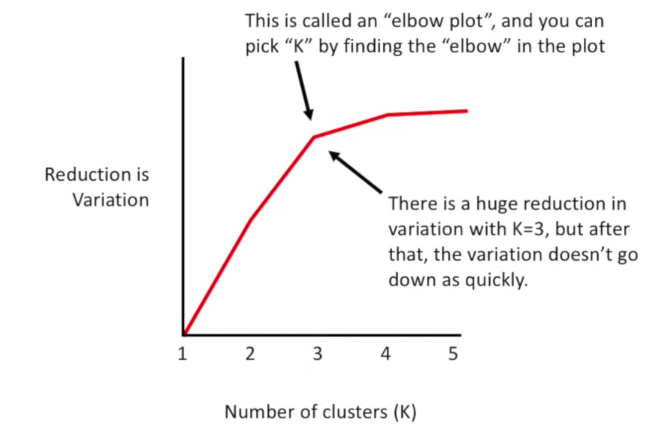 This is called an “elbow plot”, and you can
pick “K” by finding the “elbow” in the plot
Reduction is
Variation
There is a huge reduction in
variation with K=3, but after
that, the variation doesn’t go
down as quickly.
1 2 3 4 5
Number of clusters (K)